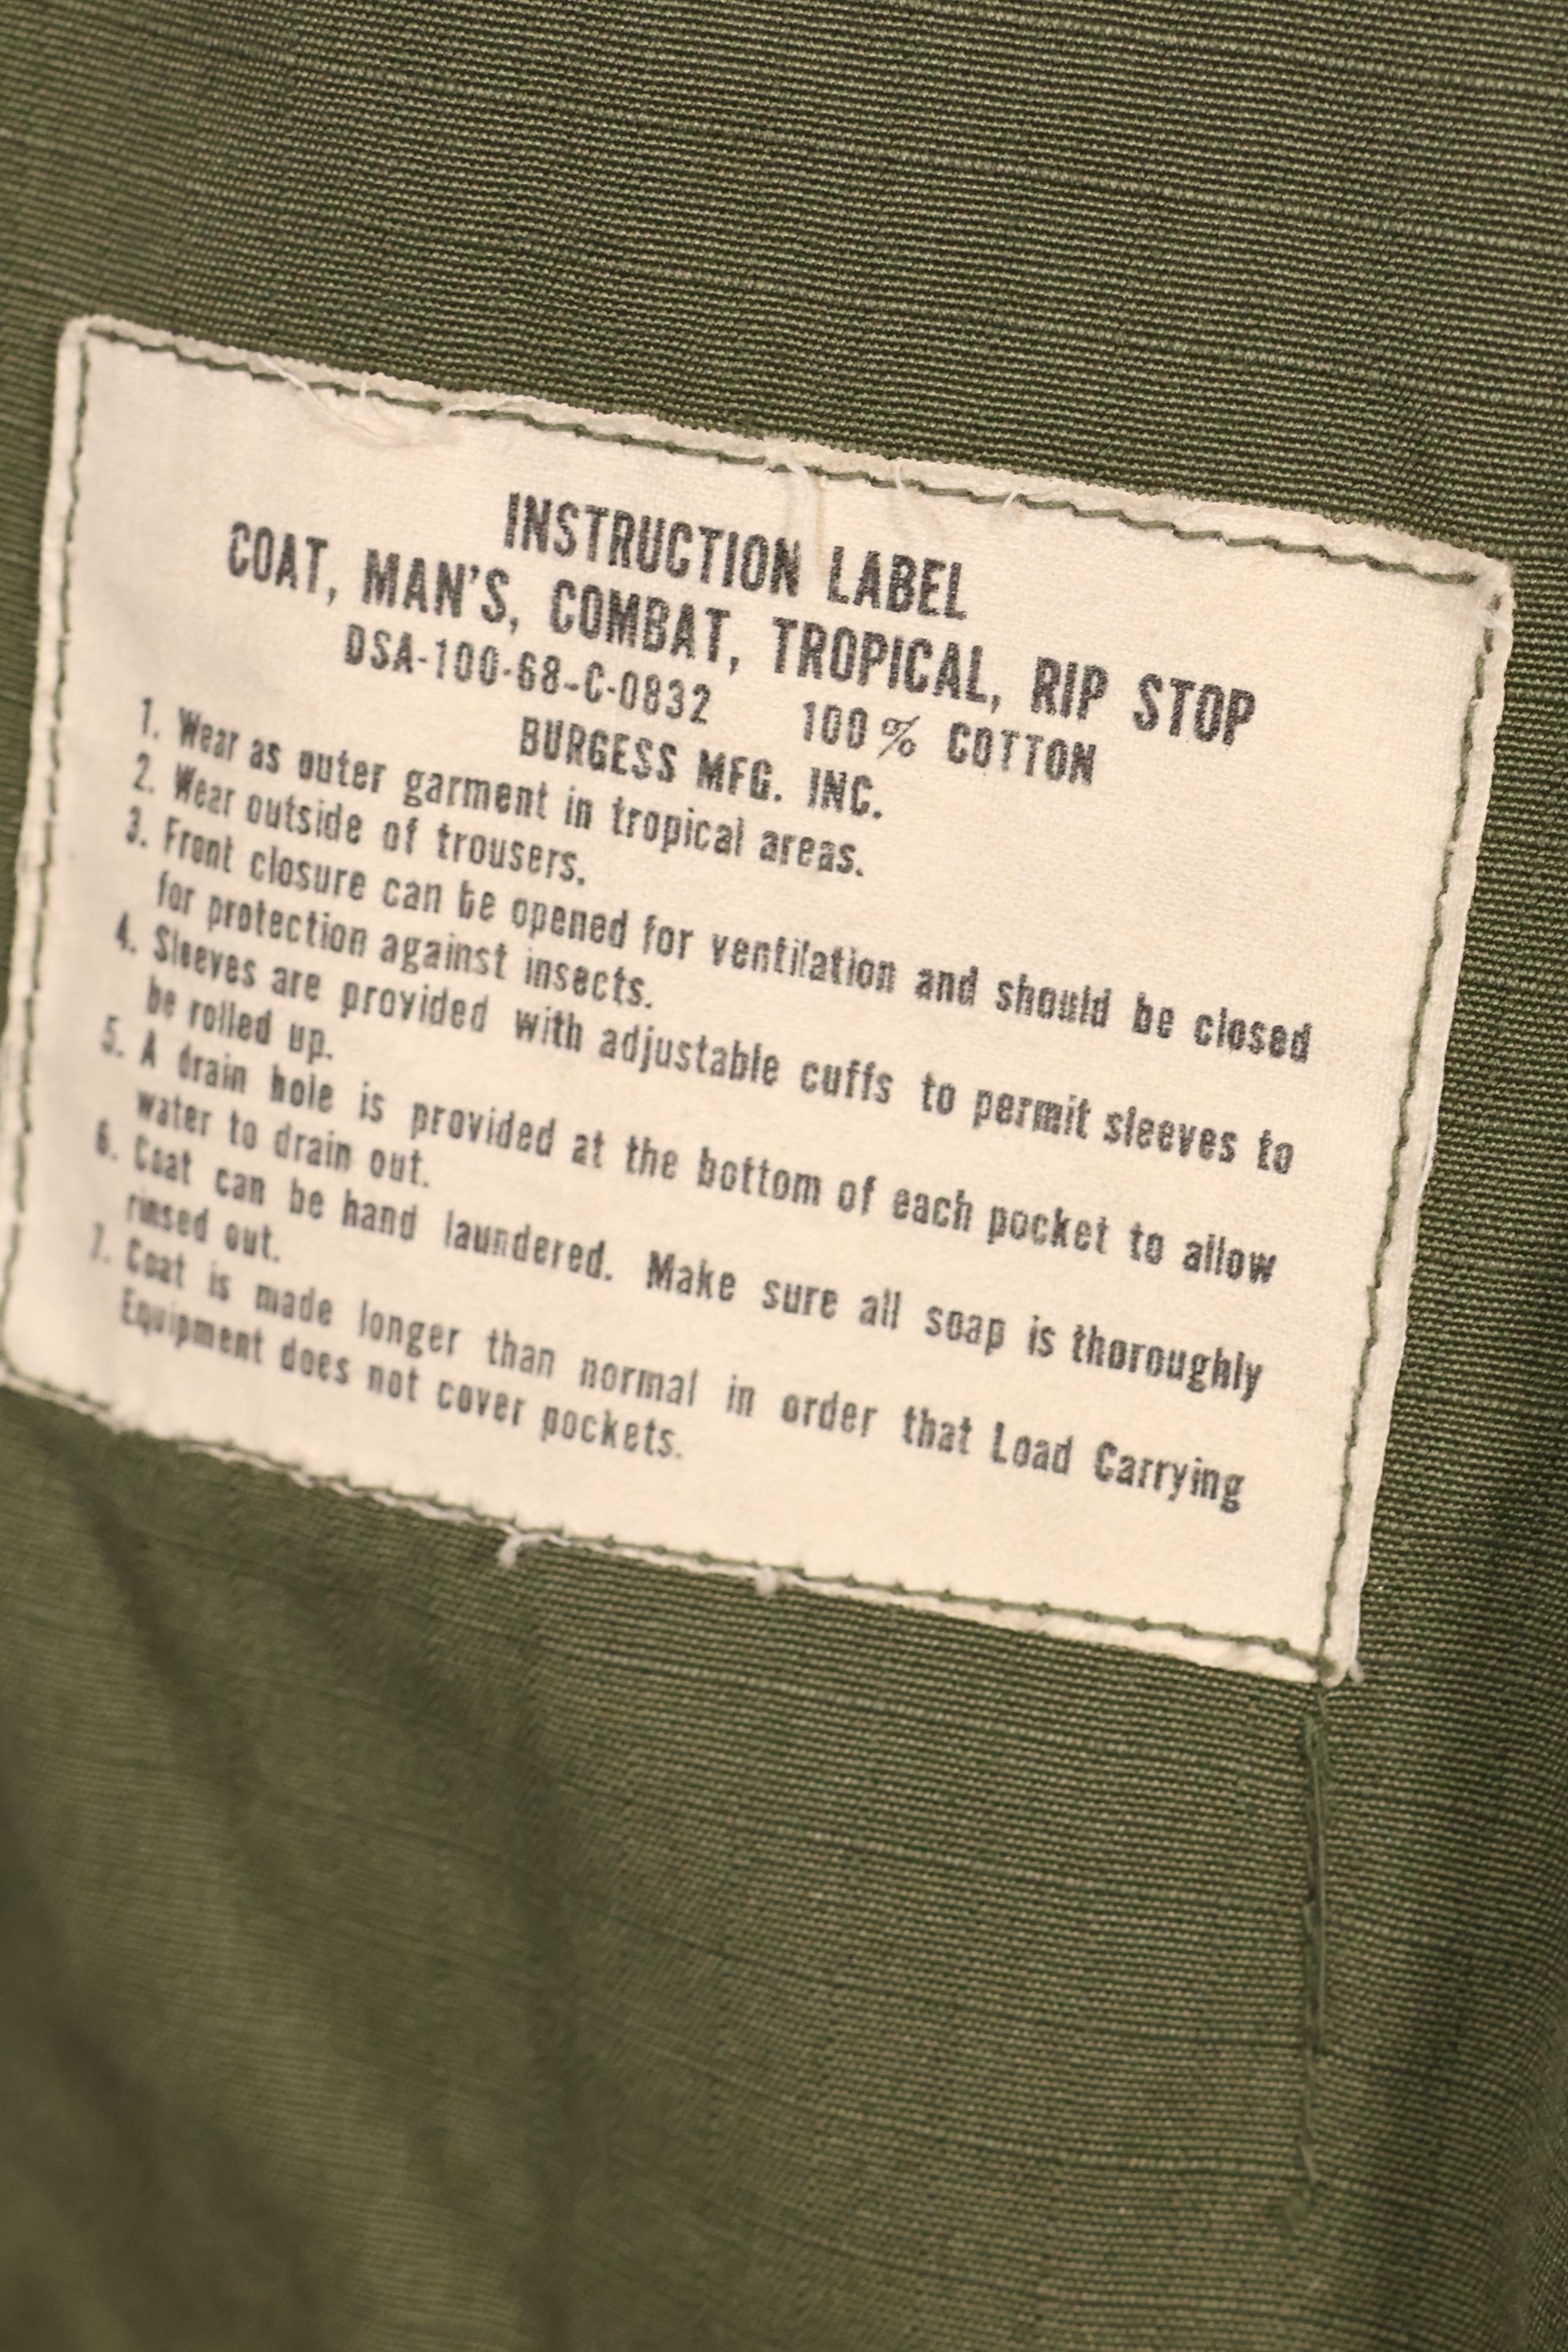 INSTRUCTION LABEL
COAT, MAN'S, COMBAT, TROPICAL, RIP STOP
DSA-100-68-C-0832 100% COTTON
BURGESS MFG. INC.
1. Wear as outer garment in tropical areas.
2. Wear outside of trousers.
3. Front closure can be opened for ventilation and should be closed
for protection against insects.
4. Sleeves are provided with adjustable cuffs to permit sleeves to
be rolled up.
5. A drain hole is provided at the bottom of each pocket to allow
water to drain out.
6. Coat can be hand laundered. Make sure all soap is thoroughly
rinsed out.
7. Coat is made longer than normal in order that Load Carrying
Equipment does not cover pockets.